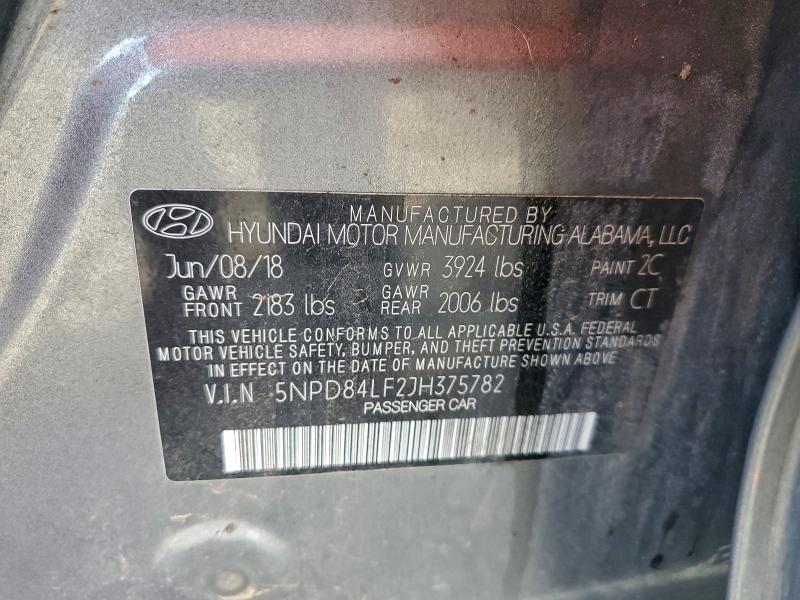 MANUFACTURED BY
HYUNDAI MOTOR MANUFACTURING ALABAMA, LLC
Jun/08/18 GVWR 3924 lbs PAINT 2C
GAWR FRONT 2183 lbs GAWR REAR 2006 lbs TRIM CT
THIS VEHICLE CONFORMS TO ALL APPLICABLE U.S.A. FEDERAL
MOTOR VEHICLE SAFETY, BUMPER, AND THEFT PREVENTION STANDARDS
IN EFFECT ON THE DATE OF MANUFACTURE SHOWN ABOVE
V.I.N 5NPD84LF2JH375782
PASSENGER CAR